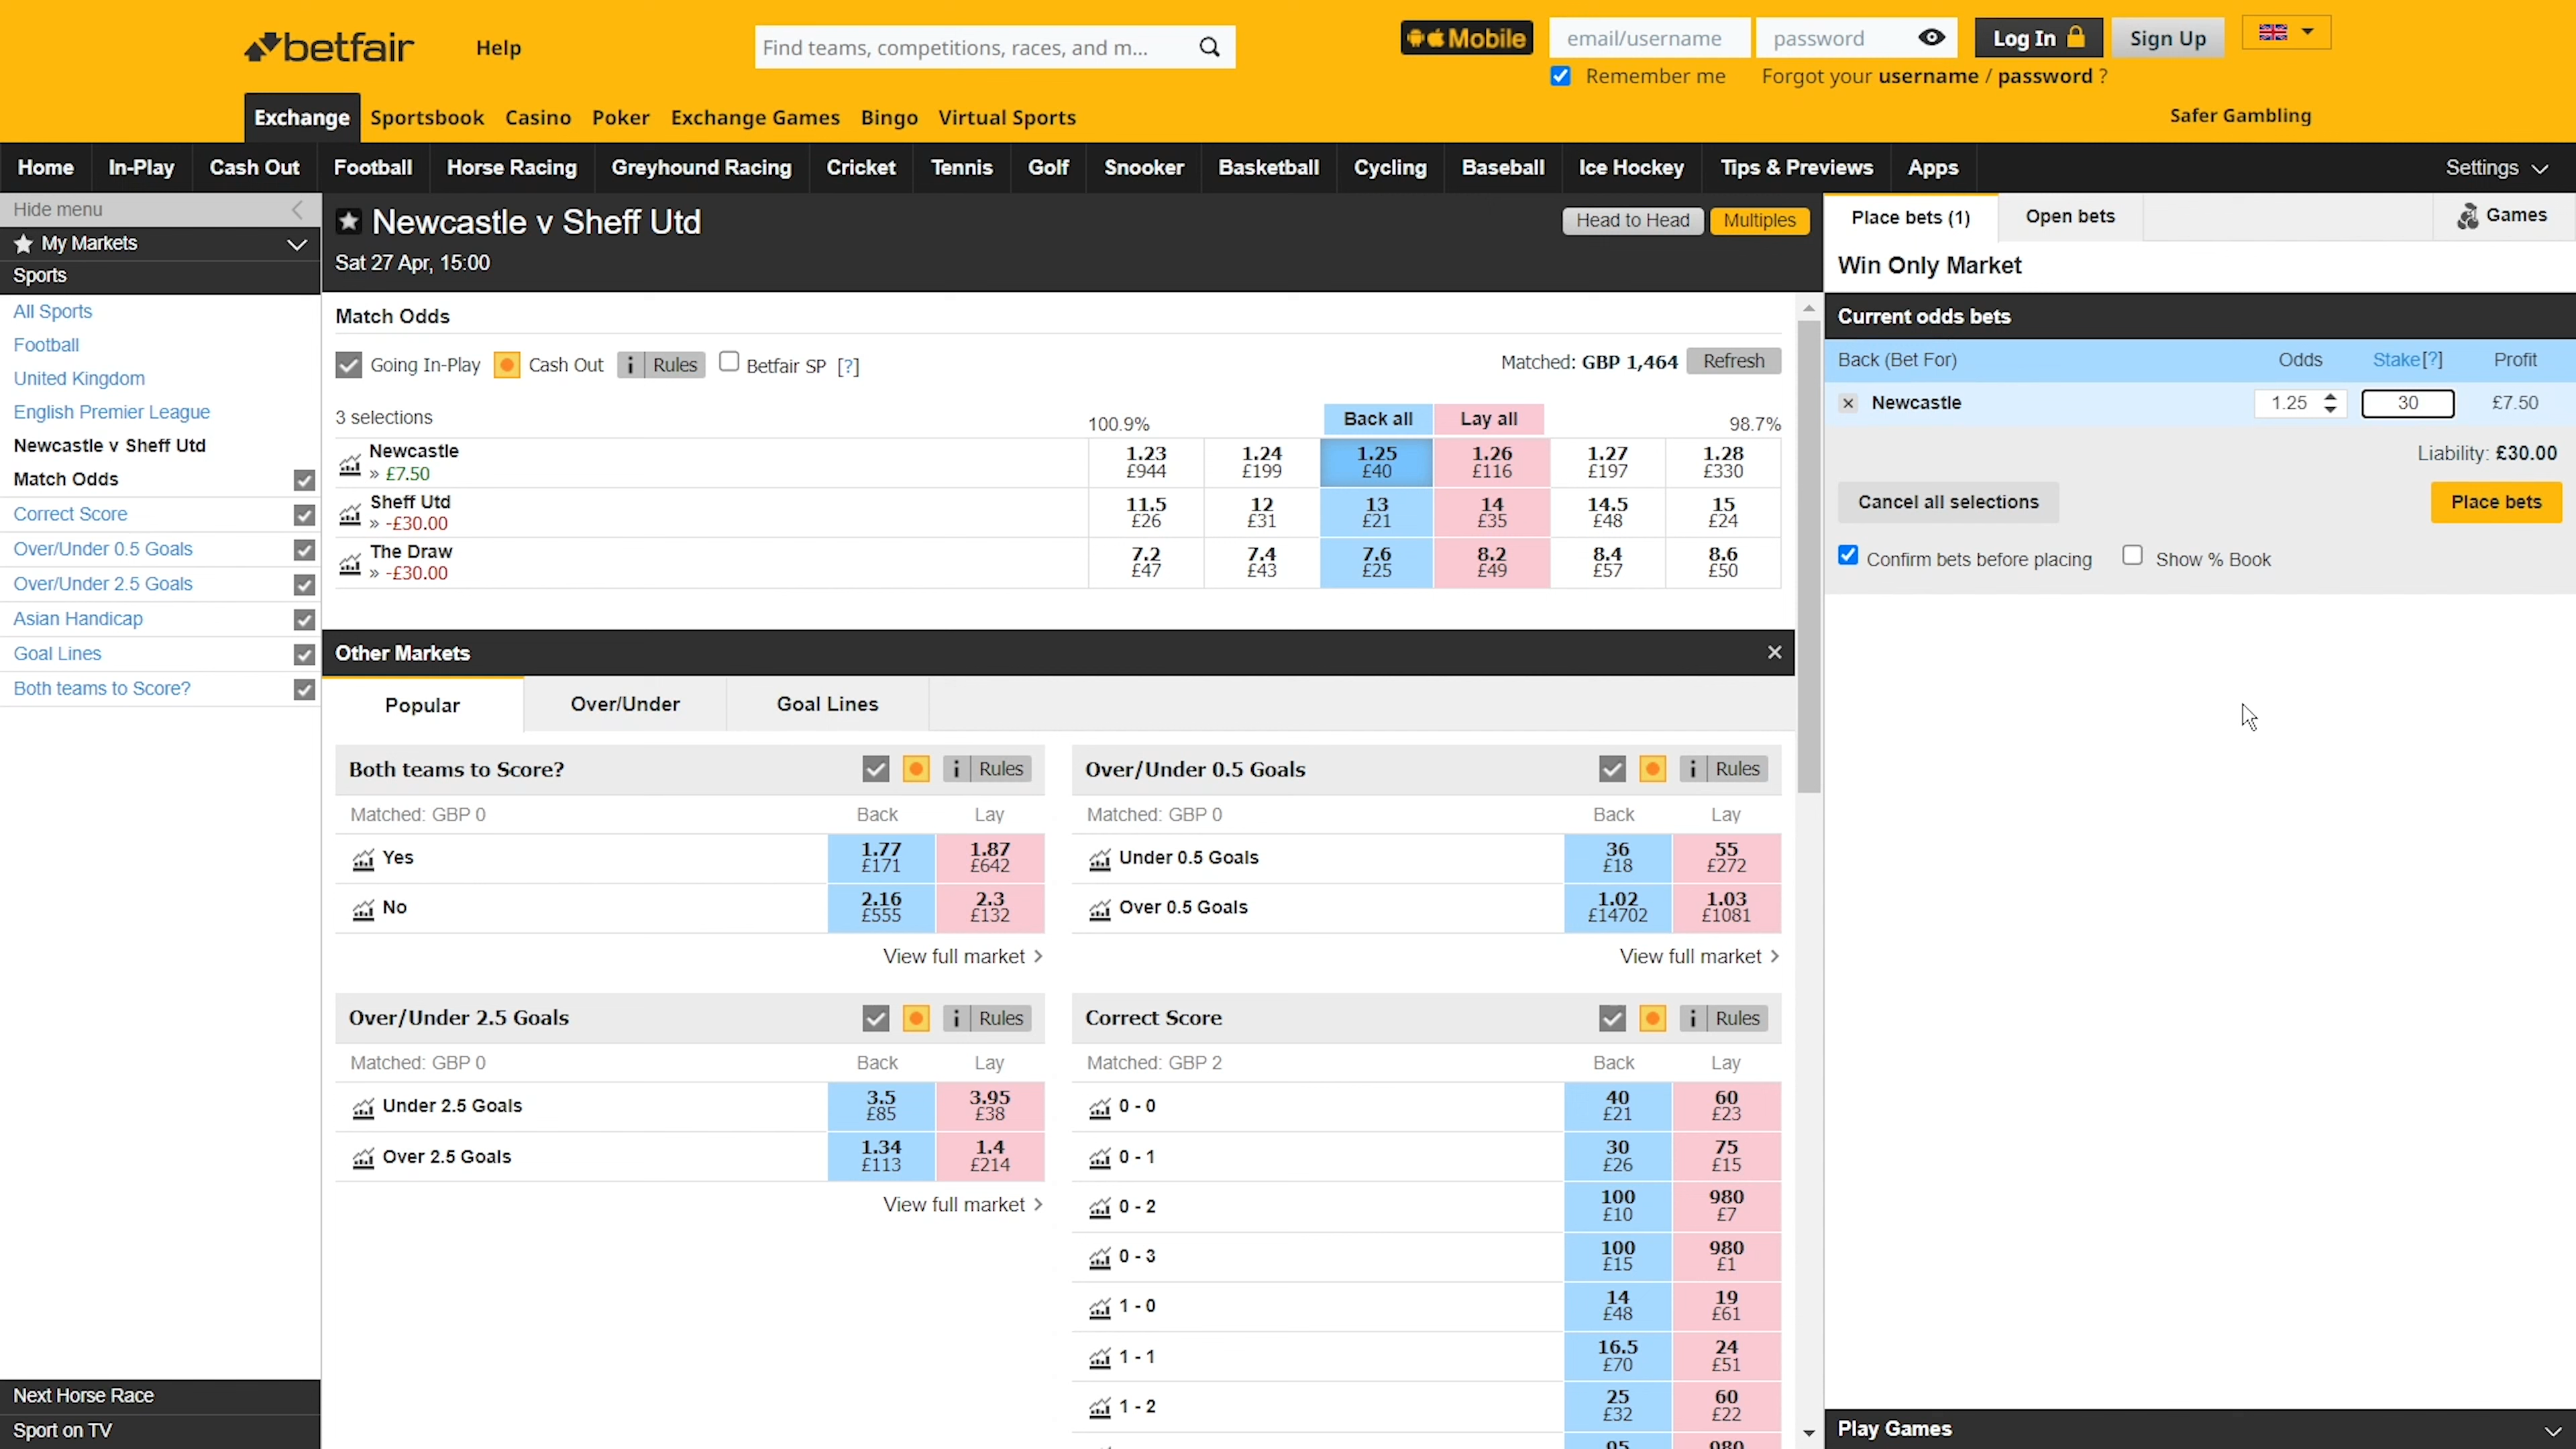 betfair
Help
Find teams, competitions, races, and m...
Mobile
email/username
password
Log In
Sign Up
Remember me
Forgot your username / password ?
Exchange
Sportsbook
Casino
Poker
Exchange Games
Bingo
Virtual Sports
Safer Gambling
Home
In-Play
Cash Out
Football
Horse Racing
Greyhound Racing
Cricket
Tennis
Golf
Snooker
Basketball
Cycling
Baseball
Ice Hockey
Tips & Previews
Apps
Settings
Hide menu
My Markets
Sports
All Sports
Football
United Kingdom
English Premier League
Newcastle v Sheff Utd
Match Odds
Correct Score
Over/Under 0.5 Goals
Over/Under 2.5 Goals
Asian Handicap
Goal Lines
Both teams to Score?
Next Horse Race
Sport on TV
Newcastle v Sheff Utd
Head to Head
Multiples
Sat 27 Apr, 15:00
Match Odds
Going In-Play
Cash Out
i Rules
Betfair SP [?]
Matched: GBP 1,464
Refresh
3 selections
100.9%
Back all
Lay all
98.7%
Newcastle
» £7.50
1.23 £944
1.24 £199
1.25 £40
1.26 £116
1.27 £197
1.28 £330
Sheff Utd
» -£30.00
11.5 £26
12 £31
13 £21
14 £35
14.5 £48
15 £24
The Draw
» -£30.00
7.2 £47
7.4 £43
7.6 £25
8.2 £49
8.4 £57
8.6 £50
Other Markets
Popular
Over/Under
Goal Lines
Both teams to Score?
i Rules
Matched: GBP 0
Back
Lay
Yes
1.77 £171
1.87 £642
No
2.16 £555
2.3 £132
View full market
Over/Under 0.5 Goals
i Rules
Matched: GBP 0
Back
Lay
Under 0.5 Goals
36 £18
55 £272
Over 0.5 Goals
1.02 £14702
1.03 £1081
View full market
Over/Under 2.5 Goals
i Rules
Matched: GBP 0
Back
Lay
Under 2.5 Goals
3.5 £85
3.95 £38
Over 2.5 Goals
1.34 £113
1.4 £214
View full market
Correct Score
i Rules
Matched: GBP 2
Back
Lay
0 - 0
40 £21
60 £23
0 - 1
30 £26
75 £15
0 - 2
100 £10
980 £7
0 - 3
100 £15
980 £1
1 - 0
14 £48
19 £61
1 - 1
16.5 £70
24 £51
1 - 2
25 £32
60 £22
Place bets (1)
Open bets
Games
Win Only Market
Current odds bets
Back (Bet For)
Odds
Stake[?]
Profit
Newcastle
1.25
30
£7.50
Liability: £30.00
Cancel all selections
Place bets
Confirm bets before placing
Show % Book
Play Games